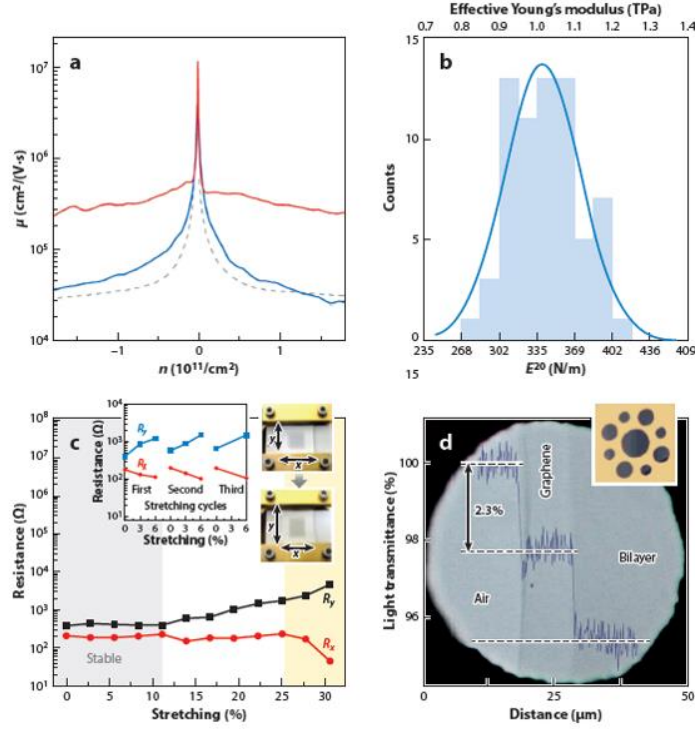 a
10⁷
10⁶
10⁵
10⁴
μ (cm²/(V·s)
−1
0
1
n (10¹¹/cm²)
Effective Young's modulus (TPa)
0.7 0.8 0.9 1.0 1.1 1.2 1.3 1.4
b
15
10
5
0
Counts
235 268 302 335 369 402 436 409
E²⁰ (N/m)
15
c
10⁸
10⁷
10⁶
10⁵
10⁴
10³
10²
10¹
Resistance (Ω)
10⁴
10³
10²
10¹
Resistance (Ω)
Ry
Rx
First Second Third
Stretching cycles
0 3 6 0 3 6 0 3 6
Stretching (%)
y
x
y
x
Ry
Rx
Stable
0 5 10 15 20 25 30
Stretching (%)
d
100
98
96
Light transmittance (%)
2.3%
Graphene
Air
Bilayer
0 25 50
Distance (μm)